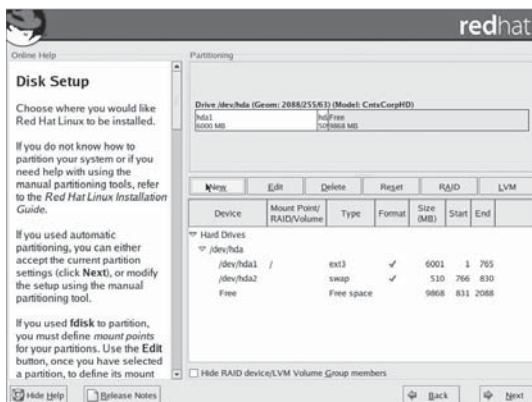 redhat
Online Help
Disk Setup
Choose where you would like
Red Hat Linux to be installed.
If you do not know how to
partition your system or if you
need help with using the
manual partitioning tools, refer
to the Red Hat Linux Installation
Guide.
If you used automatic
partitioning, you can either
accept the current partition
settings (click Next), or modify
the setup using the manual
partitioning tool.
If you used fdisk to partition,
you must define mount points
for your partitions. Use the Edit
button, once you have selected
a partition, to define its mount
Partitioning
Drive /dev/hda (Geom: 2088/255/63) (Model: CntxCorpHD)
hda1 Free
6000 MB 9868 MB
New Edit Delete Reset RAID LVM
Device Mount Point/ RAID/Volume Type Format Size (MB) Start End
Hard Drives
/dev/hda
/dev/hda1 / ext3 ✓ 6001 1 765
/dev/hda2 swap ✓ 510 766 830
Free Free space 9868 831 2088
Hide RAID device/LVM Volume Group members
Hide Help Release Notes Back Next